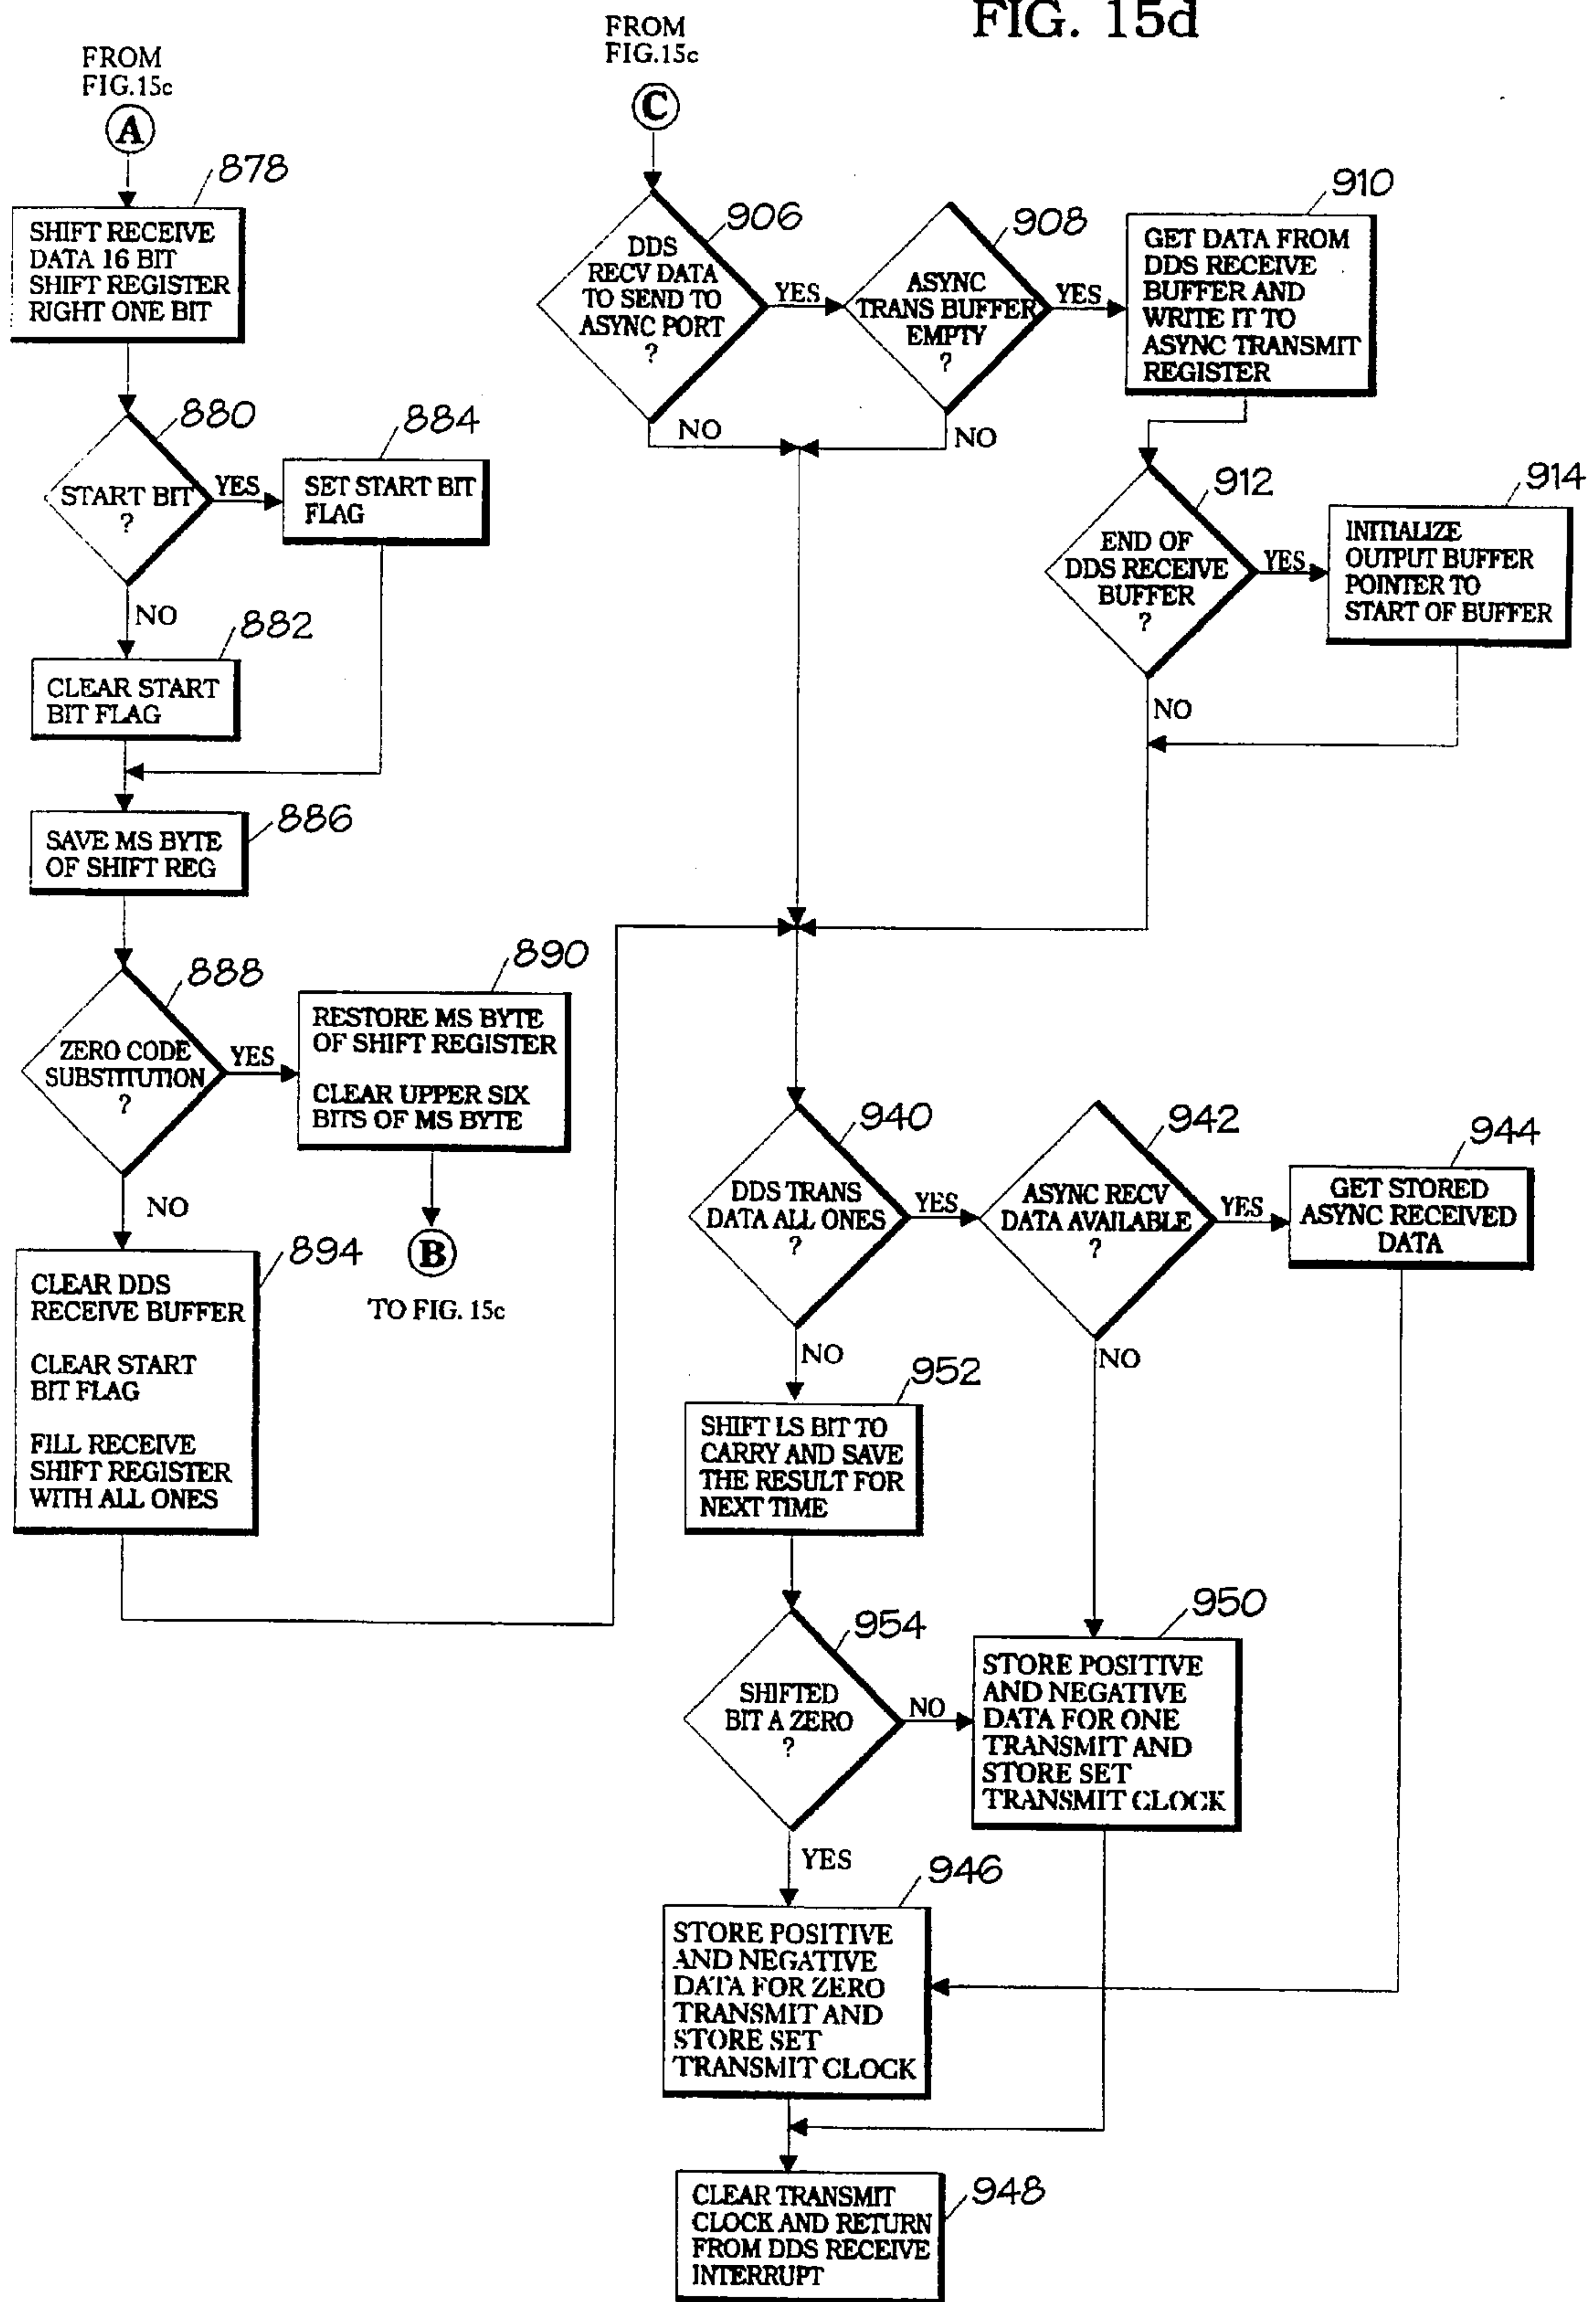 FIG. 15d
FROM
FIG.15c
A
878
SHIFT RECEIVE
DATA 16 BIT
SHIFT REGISTER
RIGHT ONE BIT
880
START BIT
?
YES
884
SET START BIT
FLAG
NO
882
CLEAR START
BIT FLAG
886
SAVE MS BYTE
OF SHIFT REG
888
ZERO CODE
SUBSTITUTION
?
YES
890
RESTORE MS BYTE
OF SHIFT REGISTER
CLEAR UPPER SIX
BITS OF MS BYTE
B
TO FIG. 15c
NO
894
CLEAR DDS
RECEIVE BUFFER
CLEAR START
BIT FLAG
FILL RECEIVE
SHIFT REGISTER
WITH ALL ONES
FROM
FIG.15c
C
906
DDS
RECV DATA
TO SEND TO
ASYNC PORT
?
YES
NO
908
ASYNC
TRANS BUFFER
EMPTY
?
YES
NO
910
GET DATA FROM
DDS RECEIVE
BUFFER AND
WRITE IT TO
ASYNC TRANSMIT
REGISTER
912
END OF
DDS RECEIVE
BUFFER
?
YES
NO
914
INITIALIZE
OUTPUT BUFFER
POINTER TO
START OF BUFFER
940
DDS TRANS
DATA ALL ONES
?
YES
NO
942
ASYNC RECV
DATA AVAILABLE
?
YES
NO
944
GET STORED
ASYNC RECEIVED
DATA
952
SHIFT LS BIT TO
CARRY AND SAVE
THE RESULT FOR
NEXT TIME
954
SHIFTED
BIT A ZERO
?
NO
YES
950
STORE POSITIVE
AND NEGATIVE
DATA FOR ONE
TRANSMIT AND
STORE SET
TRANSMIT CLOCK
946
STORE POSITIVE
AND NEGATIVE
DATA FOR ZERO
TRANSMIT AND
STORE SET
TRANSMIT CLOCK
948
CLEAR TRANSMIT
CLOCK AND RETURN
FROM DDS RECEIVE
INTERRUPT